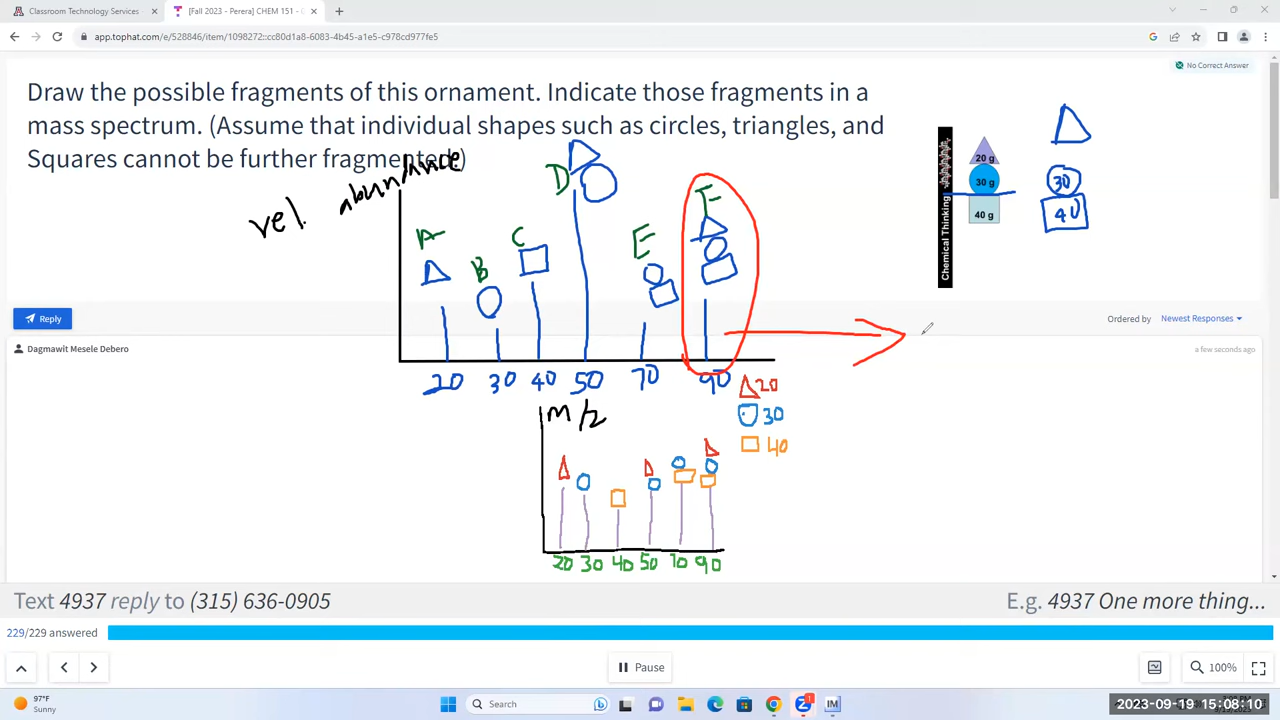 Classroom Technology Services
[Fall 2023 - Perera] CHEM 151 - E
app.tophat.com/e/528846/item/1098272::cc80d1a8-6083-4b45-a1e5-c978cd977fe5
No Correct Answer
Draw the possible fragments of this ornament. Indicate those fragments in a
mass spectrum. (Assume that individual shapes such as circles, triangles, and
Squares cannot be further fragmented.)
rel. abundance
A
B
C
D
E
F
20 30 40 50 70 90
m/z
20
30
40
20 30 40 50 70 90
Chemical Thinking
20 g
30 g
40 g
30
40
Reply
Ordered by Newest Responses
Dagmawit Mesele Debero
a few seconds ago
Text 4937 reply to (315) 636-0905
E.g. 4937 One more thing...
229/229 answered
Pause
100%
97°F
Sunny
Search
2023-09-19 15:08:10